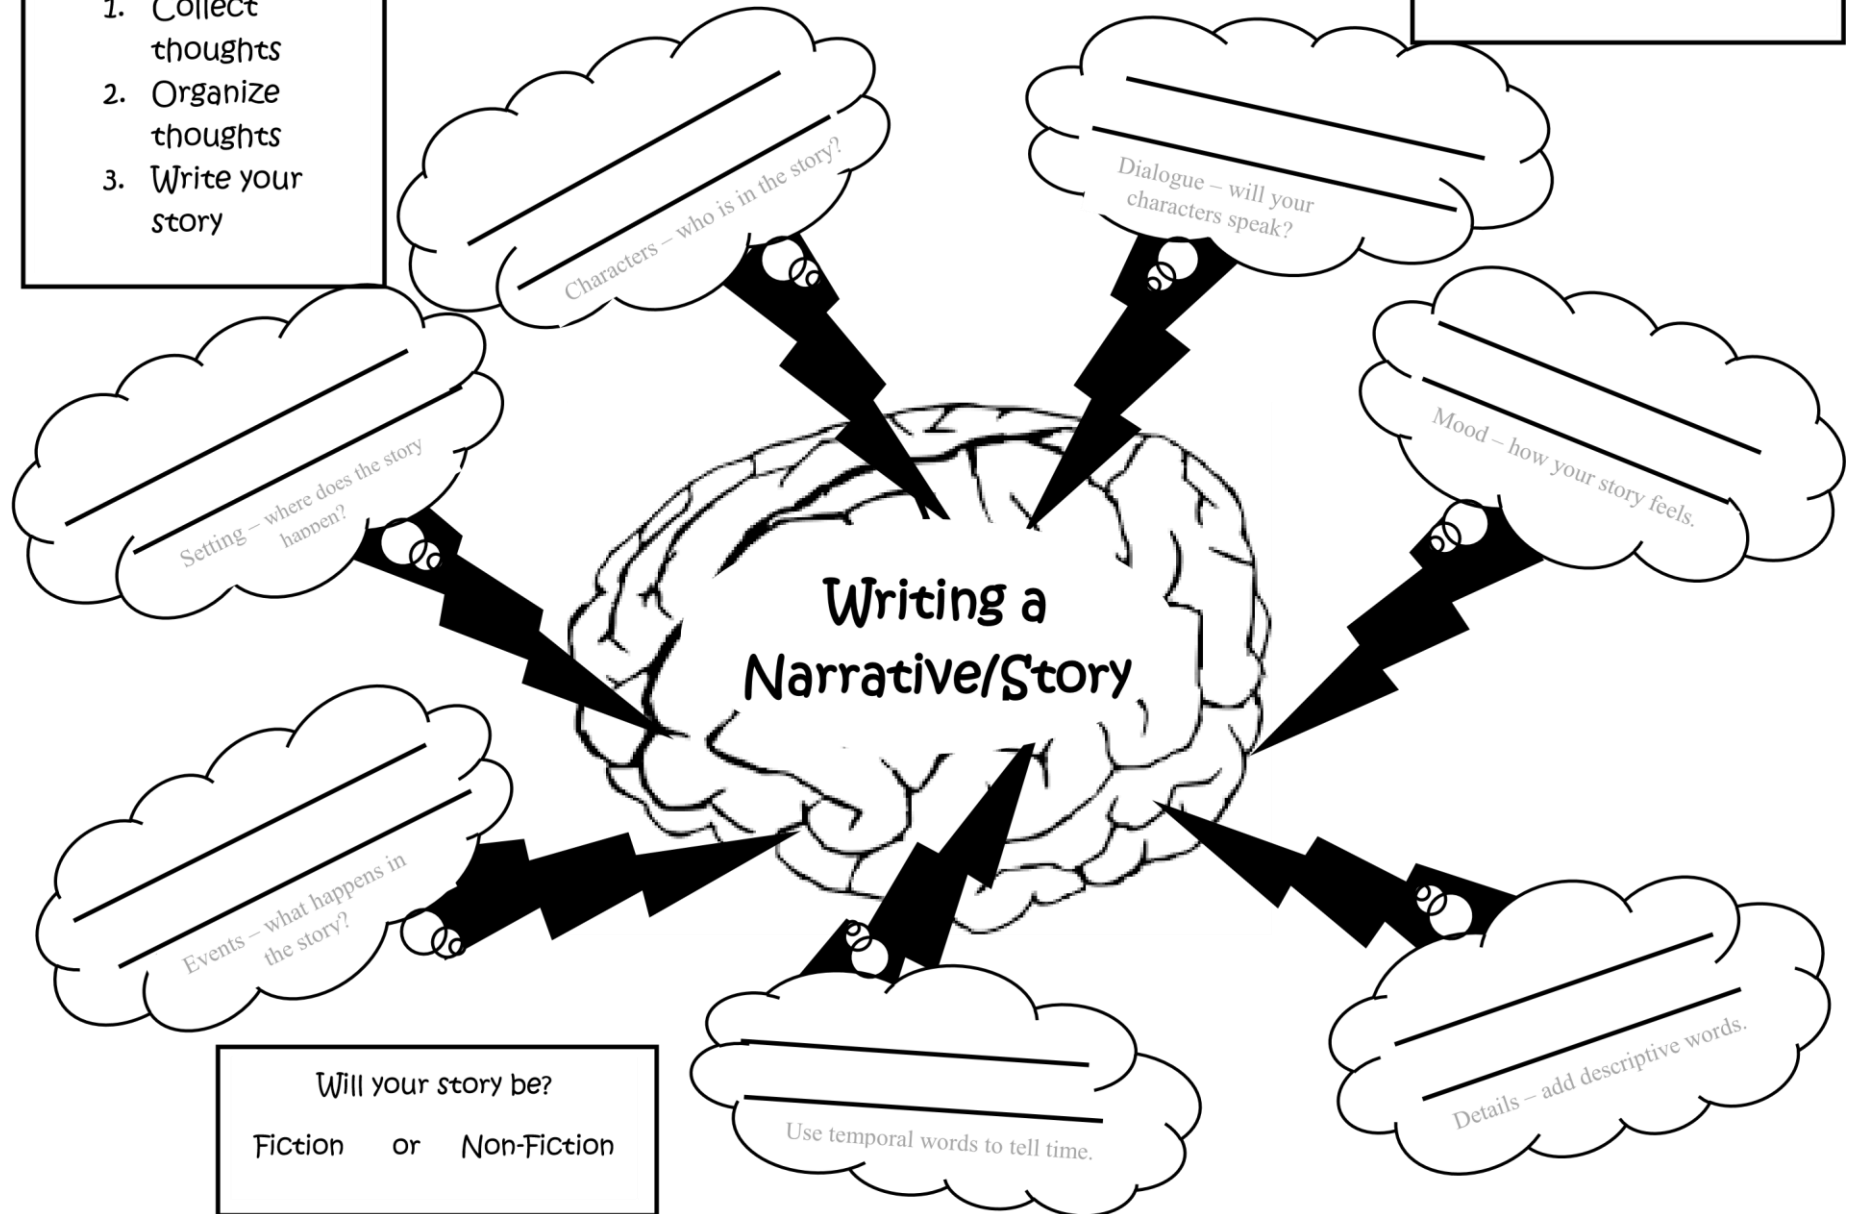 1. Collect
thoughts
2. Organize
thoughts
3. Write your
story
Characters – who is in the story?
Dialogue – will your
characters speak?
Setting – where does the story
happen?
Mood – how your story feels.
Writing a
Narrative/Story
Events – what happens in
the story?
Use temporal words to tell time.
Details – add descriptive words.
Will your story be?
Fiction or Non-Fiction